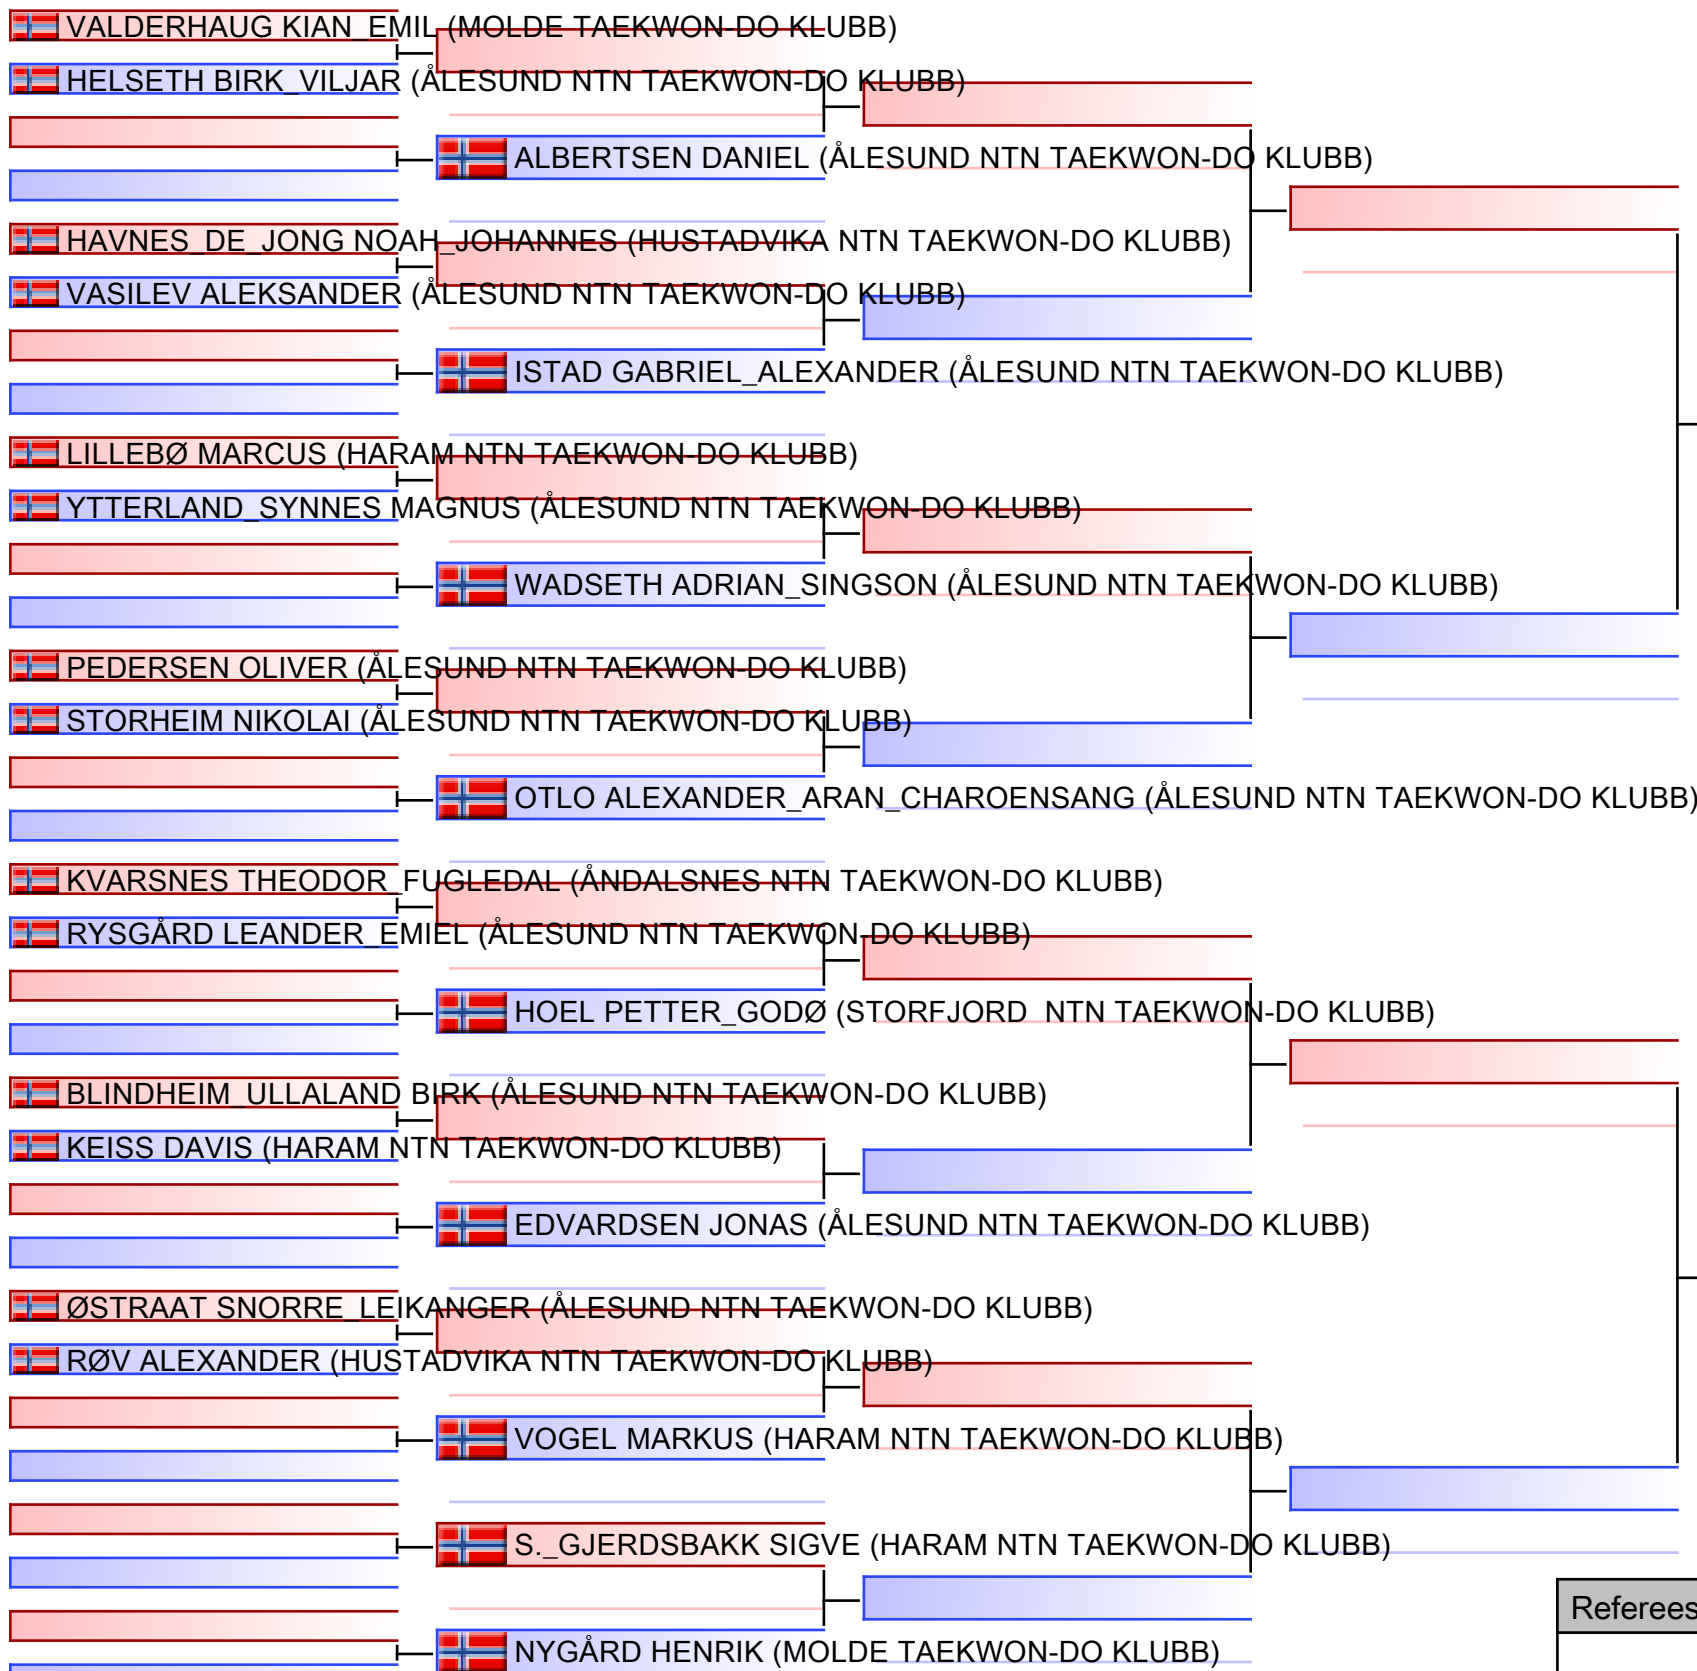 VALDERHAUG KIAN_EMIL (MOLDE TAEKWON-DO KLUBB)
HELSETH BIRK_VILJAR (ÅLESUND NTN TAEKWON-DO KLUBB)
ALBERTSEN DANIEL (ÅLESUND NTN TAEKWON-DO KLUBB)
HAVNES_DE_JONG NOAH_JOHANNES (HUSTADVIKA NTN TAEKWON-DO KLUBB)
VASILEV ALEKSANDER (ÅLESUND NTN TAEKWON-DO KLUBB)
ISTAD GABRIEL_ALEXANDER (ÅLESUND NTN TAEKWON-DO KLUBB)
LILLEBØ MARCUS (HARAM NTN TAEKWON-DO KLUBB)
YTTERLAND_SYNNES MAGNUS (ÅLESUND NTN TAEKWON-DO KLUBB)
WADSETH ADRIAN_SINGSON (ÅLESUND NTN TAEKWON-DO KLUBB)
PEDERSEN OLIVER (ÅLESUND NTN TAEKWON-DO KLUBB)
STORHEIM NIKOLAI (ÅLESUND NTN TAEKWON-DO KLUBB)
OTLO ALEXANDER_ARAN_CHAROENSANG (ÅLESUND NTN TAEKWON-DO KLUBB)
KVARSNES THEODOR_FUGLEDAL (ÅNDALSNES NTN TAEKWON-DO KLUBB)
RYSGÅRD LEANDER_EMIEL (ÅLESUND NTN TAEKWON-DO KLUBB)
HOEL PETTER_GODØ (STORFJORD  NTN TAEKWON-DO KLUBB)
BLINDHEIM_ULLALAND BIRK (ÅLESUND NTN TAEKWON-DO KLUBB)
KEISS DAVIS (HARAM NTN TAEKWON-DO KLUBB)
EDVARDSEN JONAS (ÅLESUND NTN TAEKWON-DO KLUBB)
ØSTRAAT SNORRE_LEIKANGER (ÅLESUND NTN TAEKWON-DO KLUBB)
RØV ALEXANDER (HUSTADVIKA NTN TAEKWON-DO KLUBB)
VOGEL MARKUS (HARAM NTN TAEKWON-DO KLUBB)
S._GJERDSBAKK SIGVE (HARAM NTN TAEKWON-DO KLUBB)
Referees
NYGÅRD HENRIK (MOLDE TAEKWON-DO KLUBB)